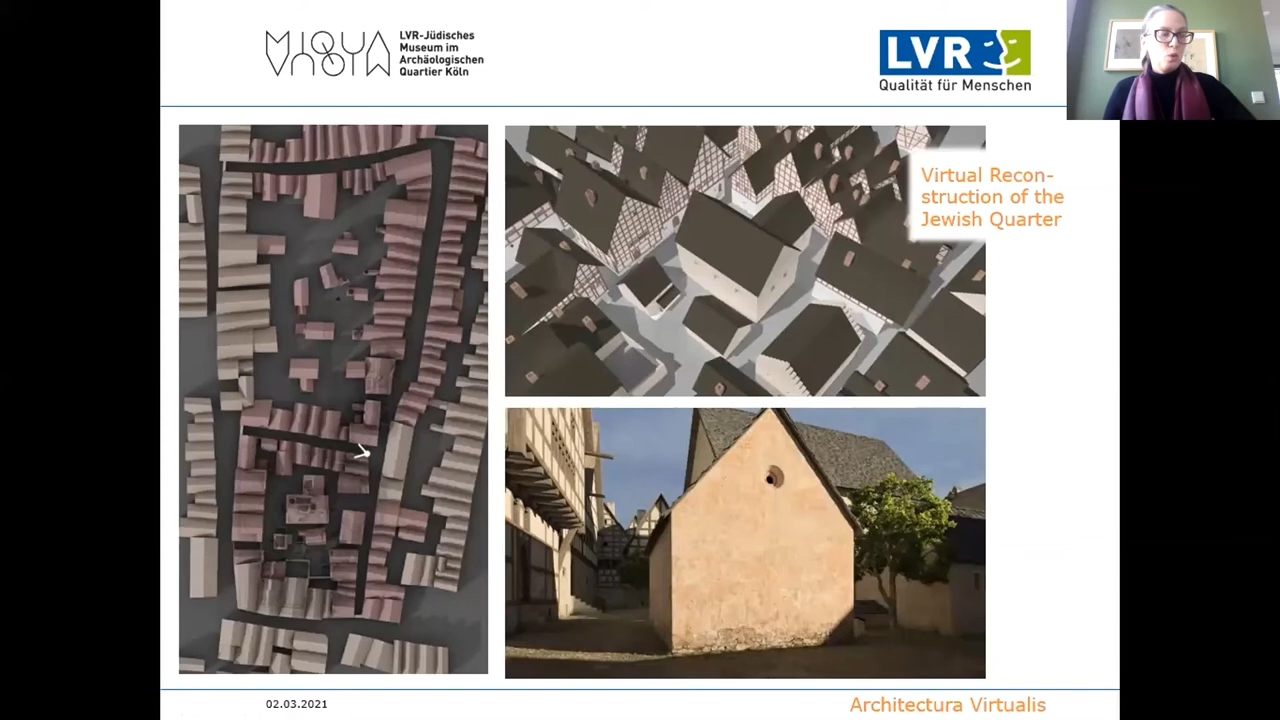 MIQUA
LVR-Jüdisches
Museum im
Archäologischen
Quartier Köln
LVR
Qualität für Menschen
Virtual Recon-
struction of the
Jewish Quarter
02.03.2021
Architectura Virtualis